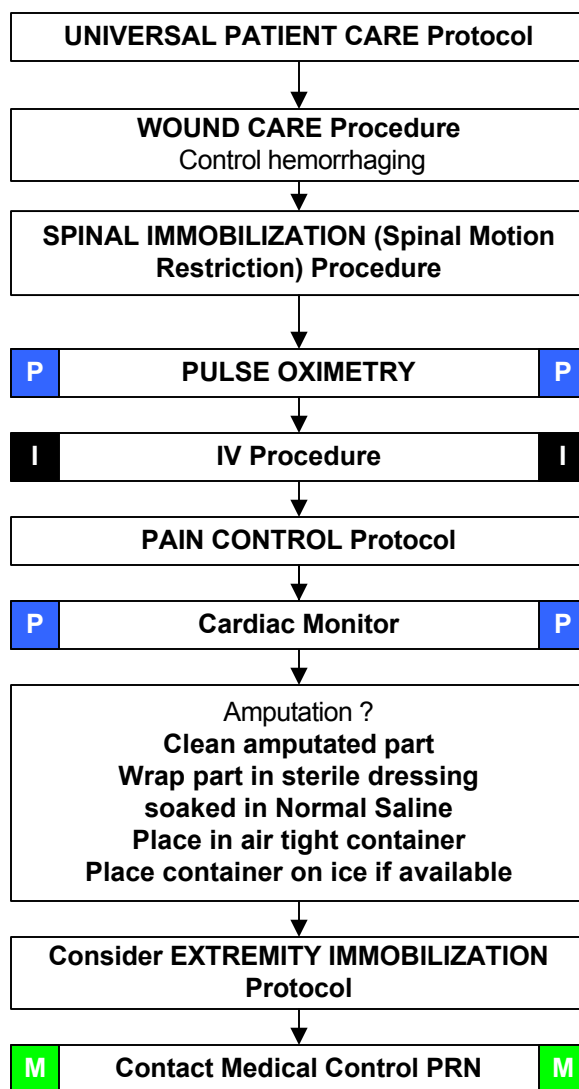 UNIVERSAL PATIENT CARE Protocol
WOUND CARE Procedure
Control hemorrhaging
SPINAL IMMOBILIZATION (Spinal Motion
Restriction) Procedure
P PULSE OXIMETRY P
I IV Procedure I
PAIN CONTROL Protocol
P Cardiac Monitor P
Amputation ?
Clean amputated part
Wrap part in sterile dressing
soaked in Normal Saline
Place in air tight container
Place container on ice if available
Consider EXTREMITY IMMOBILIZATION
Protocol
M Contact Medical Control PRN M